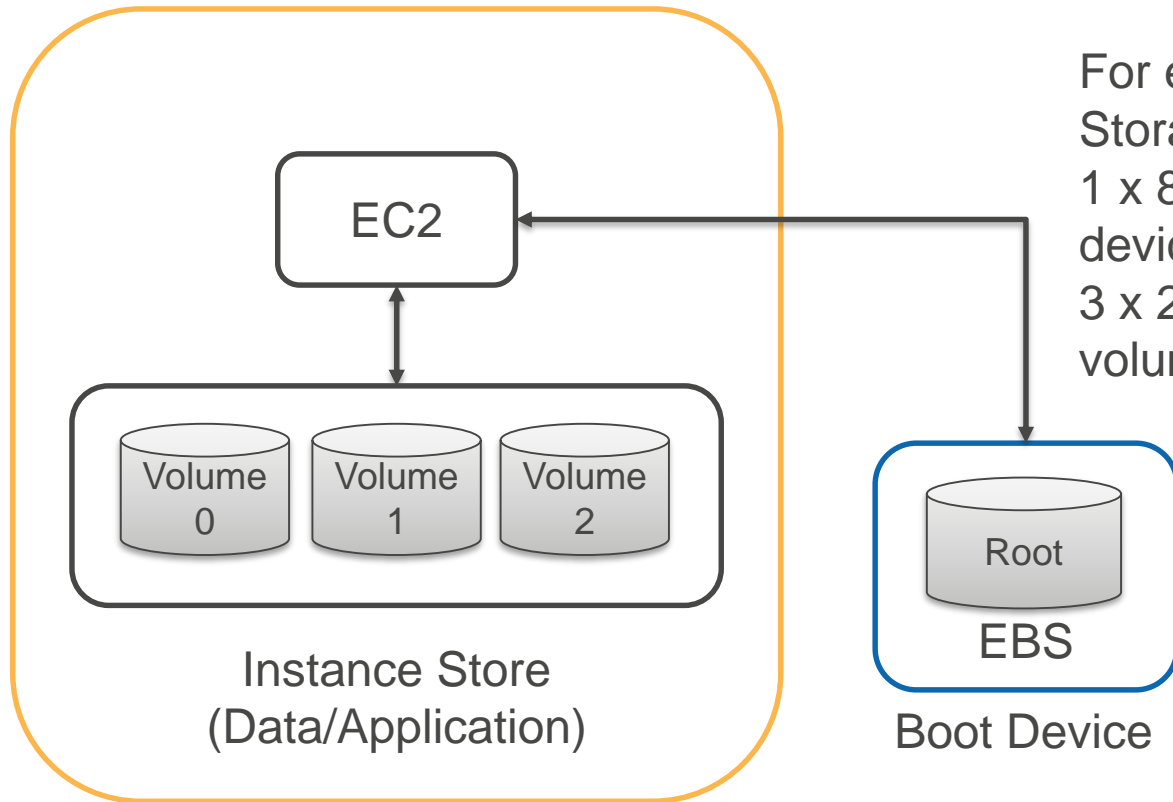 For e
Stora
1 x 8
devic
3 x 2
volur
EC2
Volume
0
Volume
1
Volume
2
Instance Store
(Data/Application)
Root
EBS
Boot Device